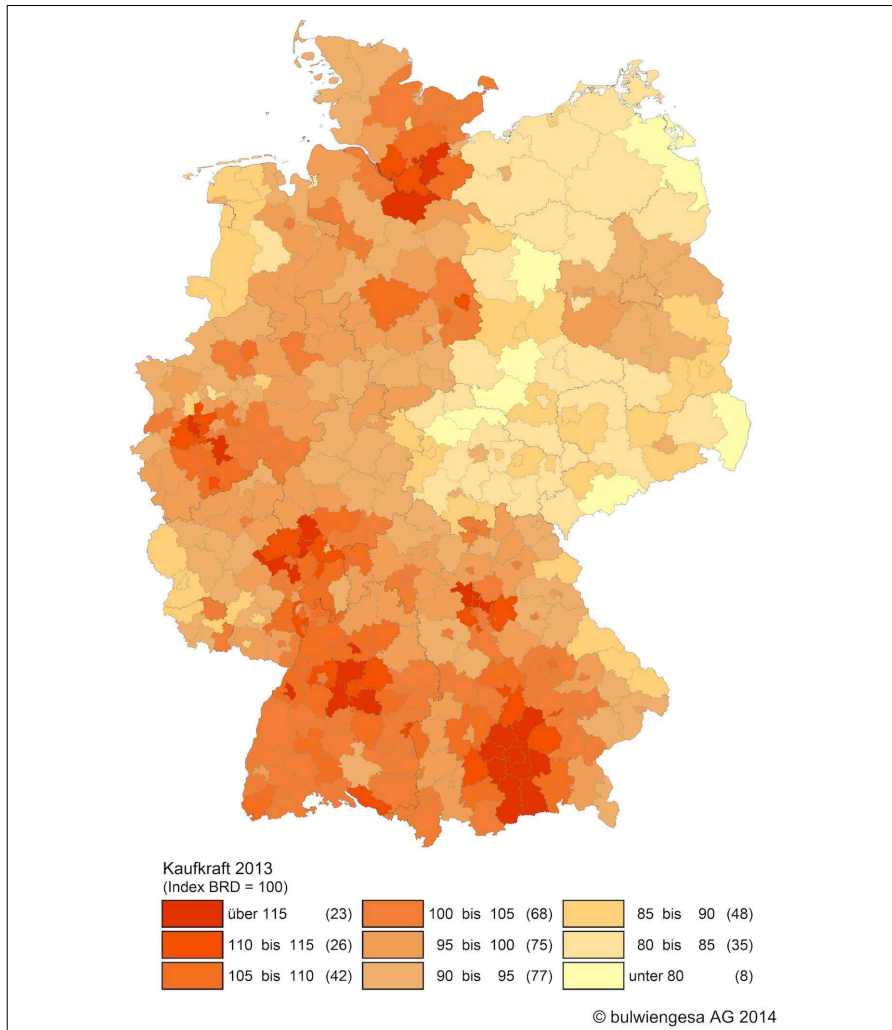 Kaufkraft 2013
(Index BRD = 100)
über 115 (23)
110 bis 115 (26)
105 bis 110 (42)
100 bis 105 (68)
95 bis 100 (75)
90 bis 95 (77)
85 bis 90 (48)
80 bis 85 (35)
unter 80 (8)
© bulwiengesa AG 2014